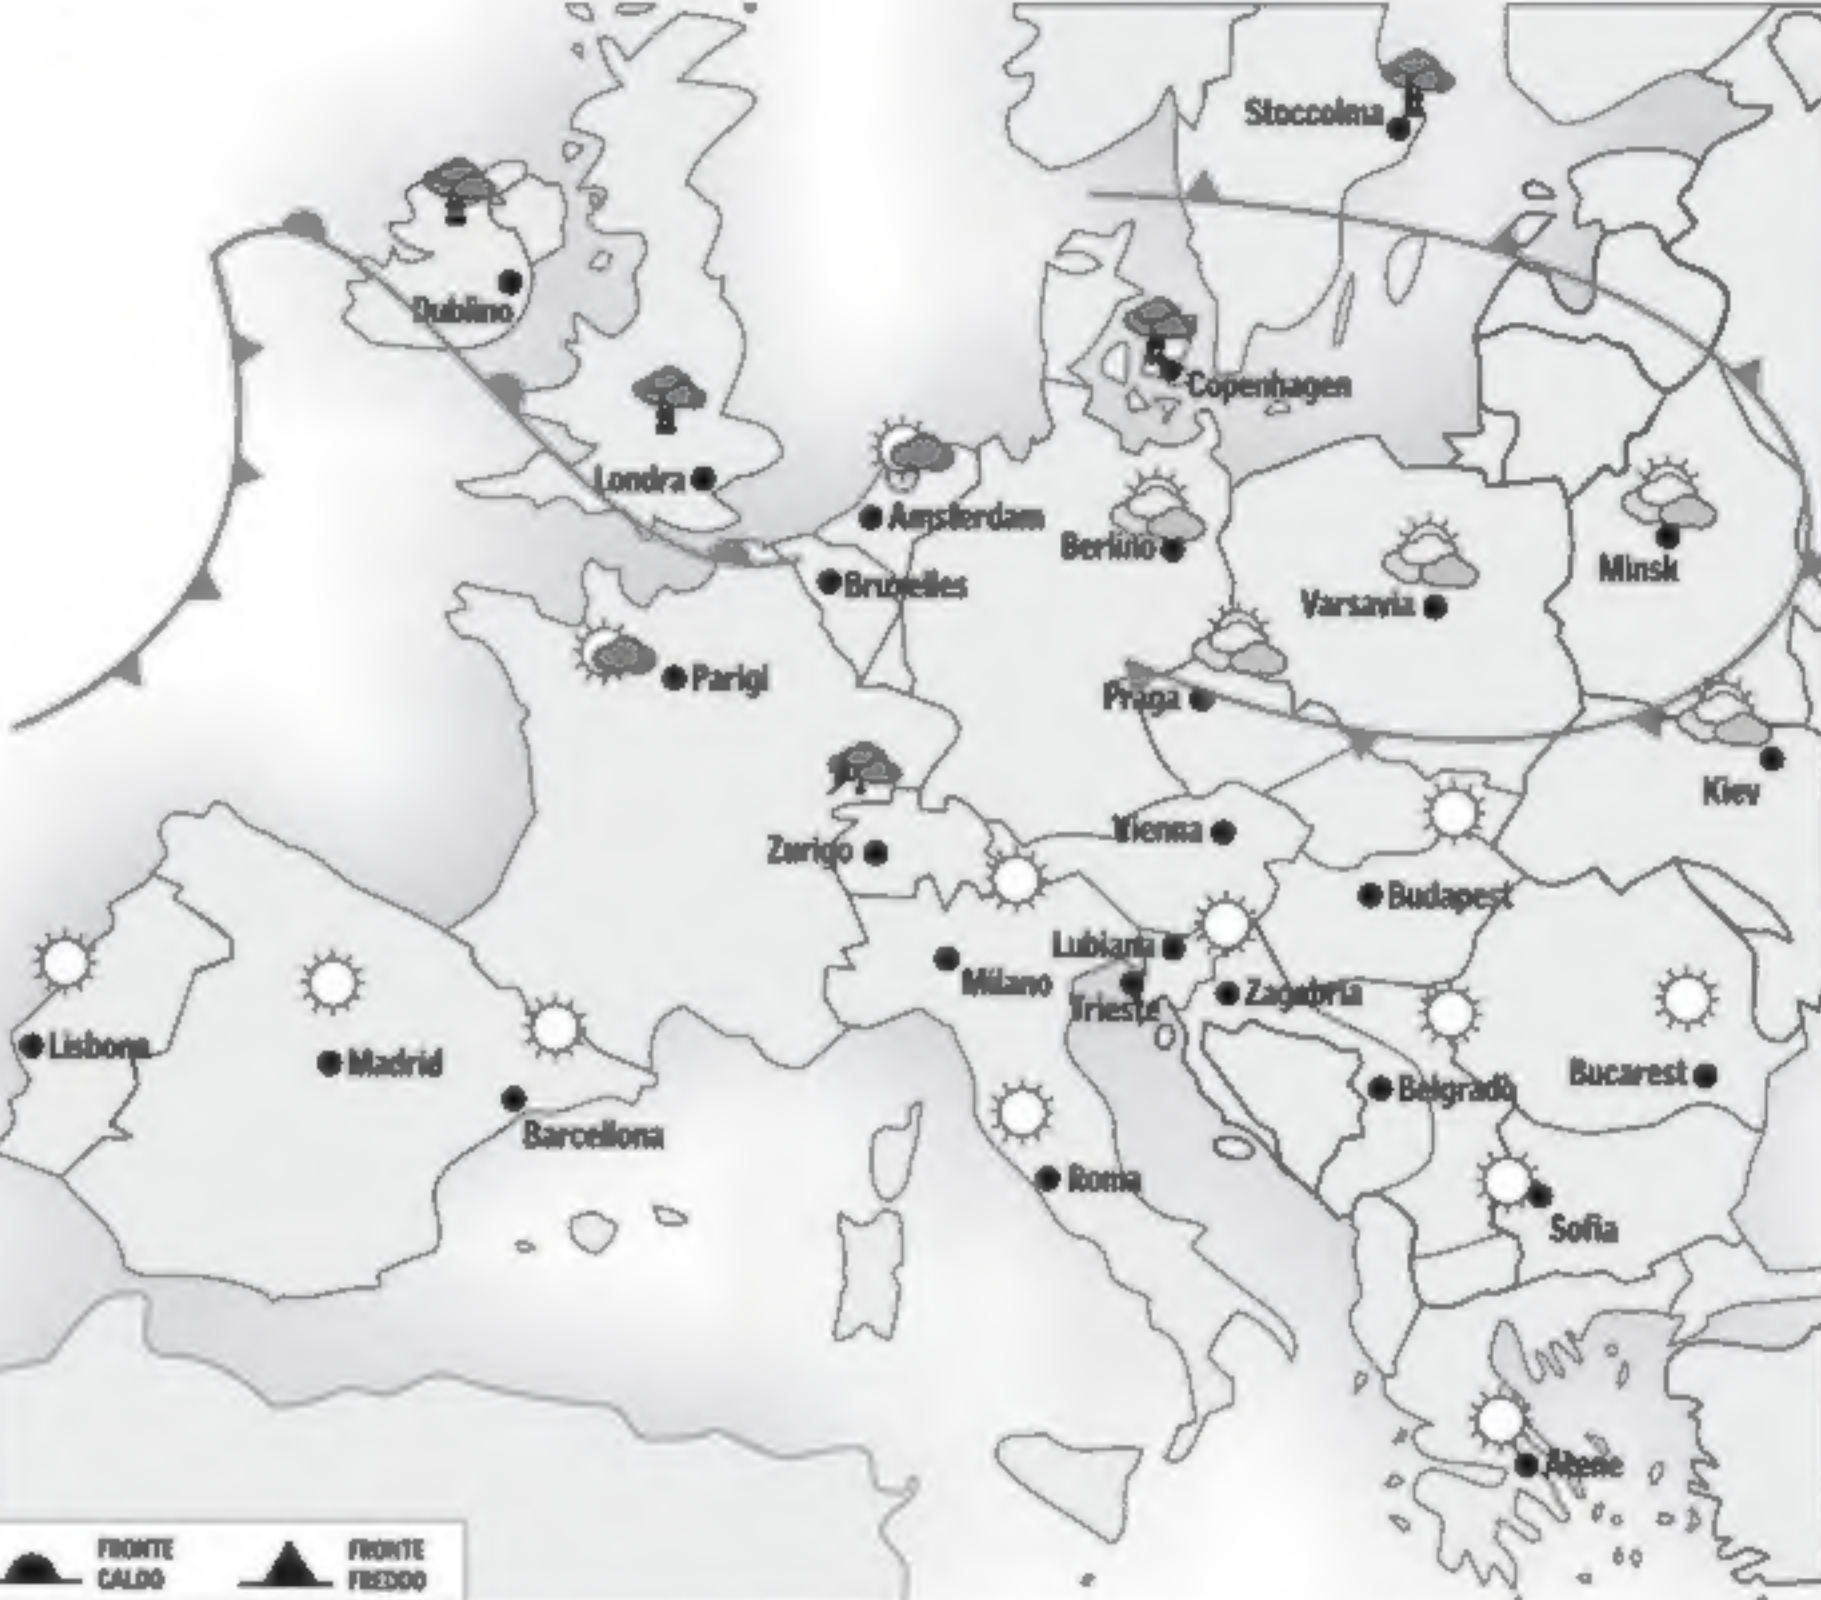 Stoccolma
Dublino
Copenhagen
Londra
Amsterdam
Berlino
Minsk
Bruxelles
Varsavia
Parigi
Praga
Kiev
Vienna
Zurigo
Budapest
Lubiana
Milano
Trieste
Zagabria
Lisbona
Madrid
Bucarest
Belgrado
Barcellona
Roma
Sofia
Atene
FRONTE
CALDO
FRONTE
FREDDO